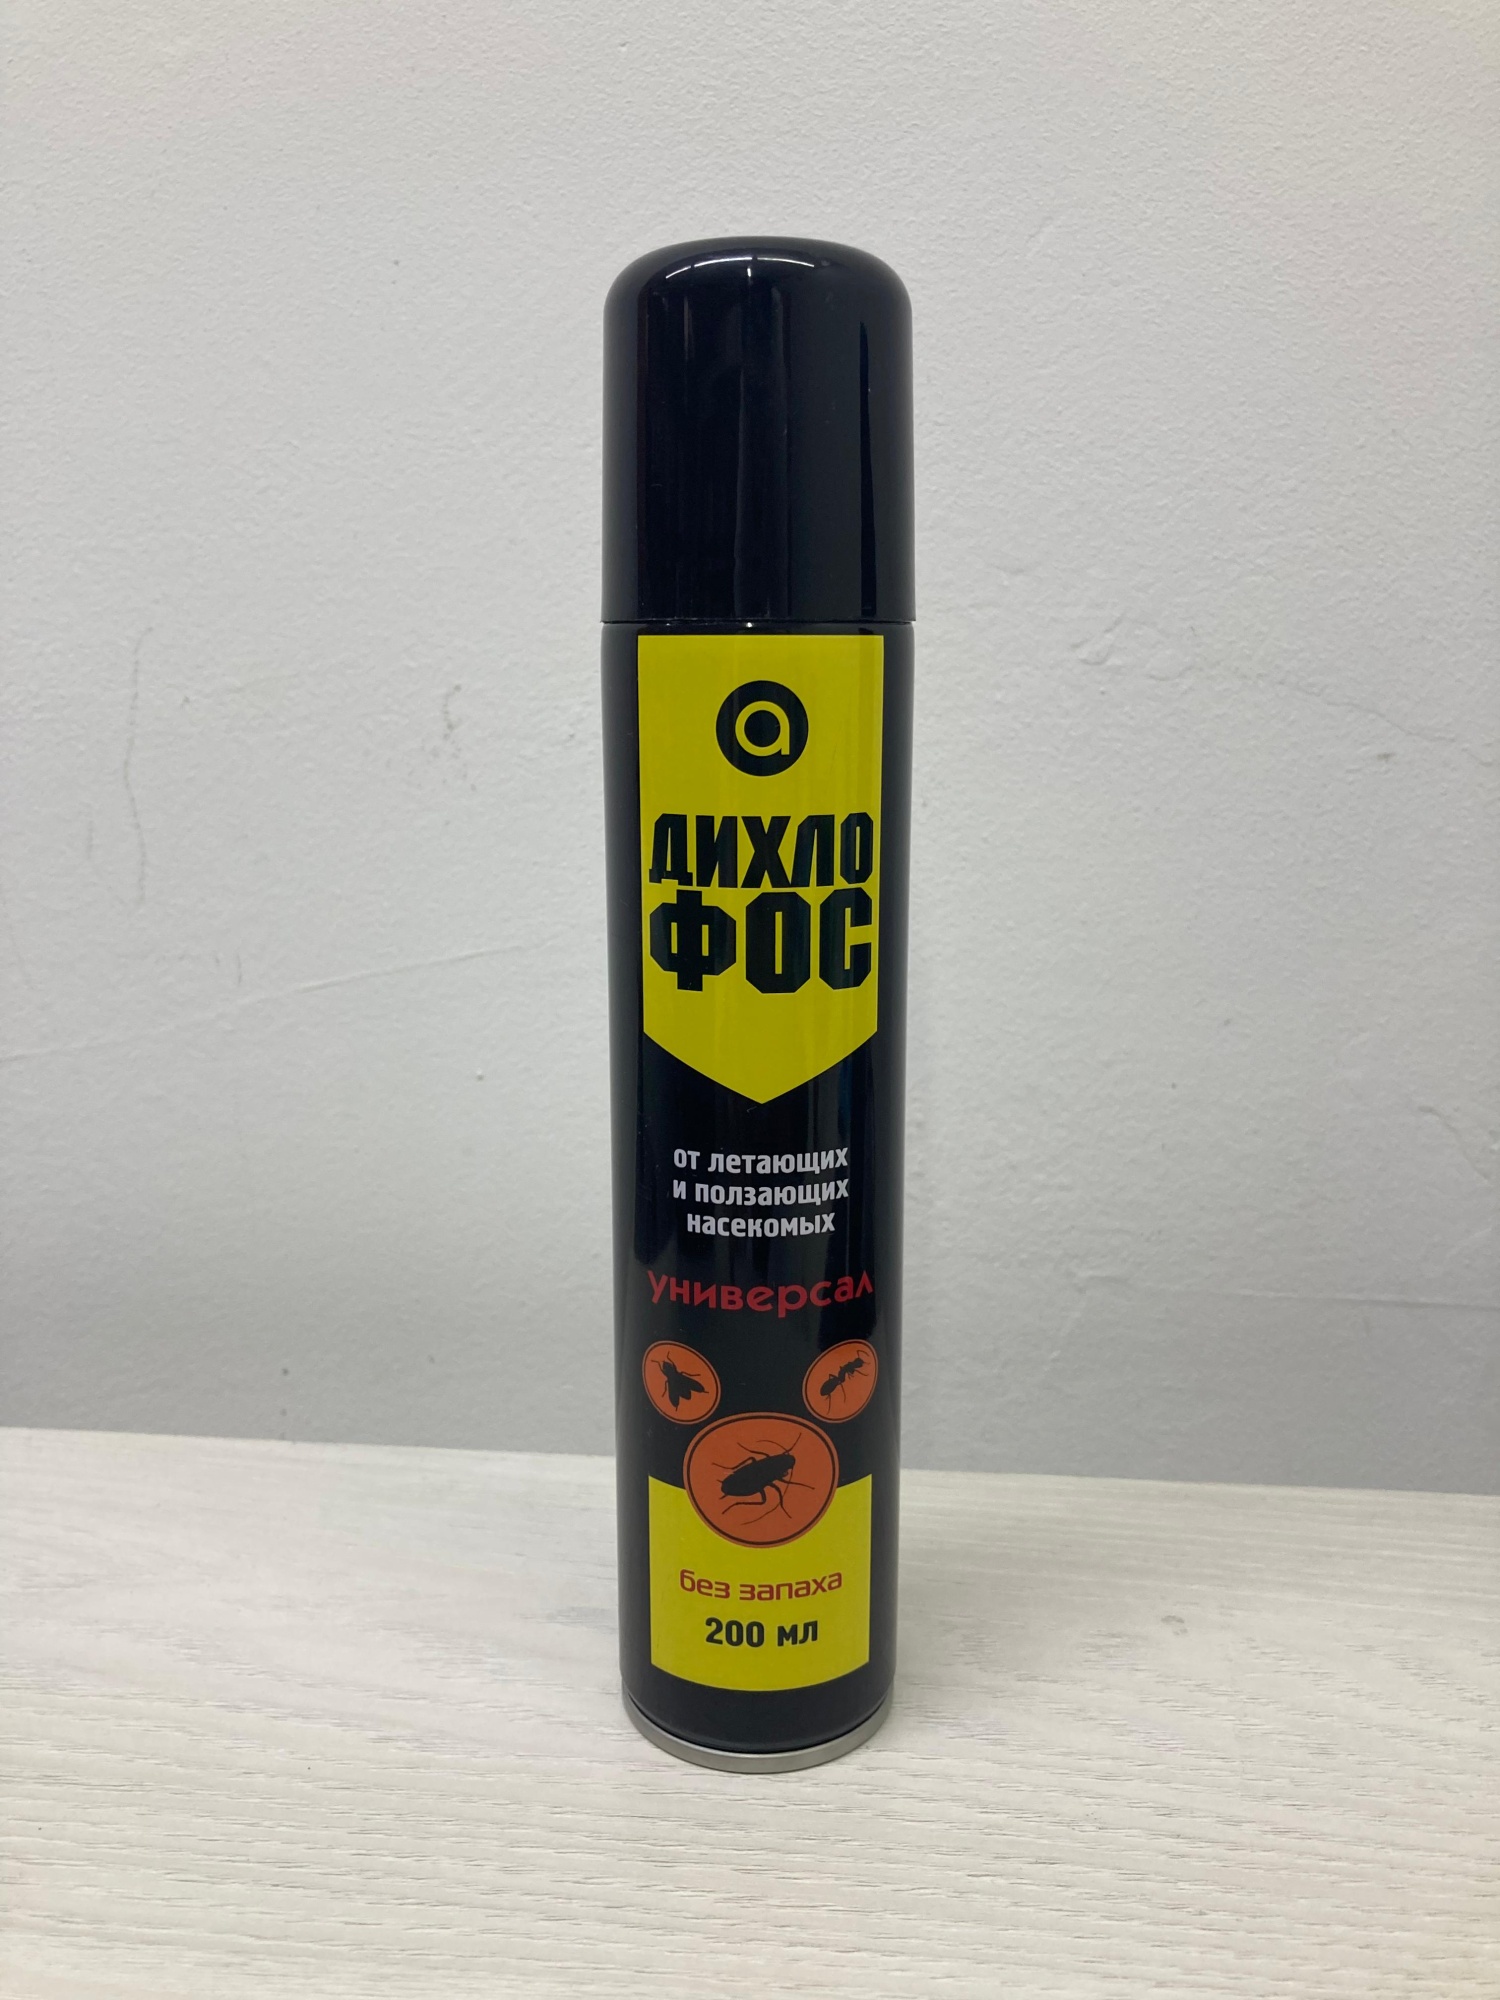 а
ДИХЛО
ФОС
от летающих
и ползающих
насекомых
универсал
без запаха
200 мл